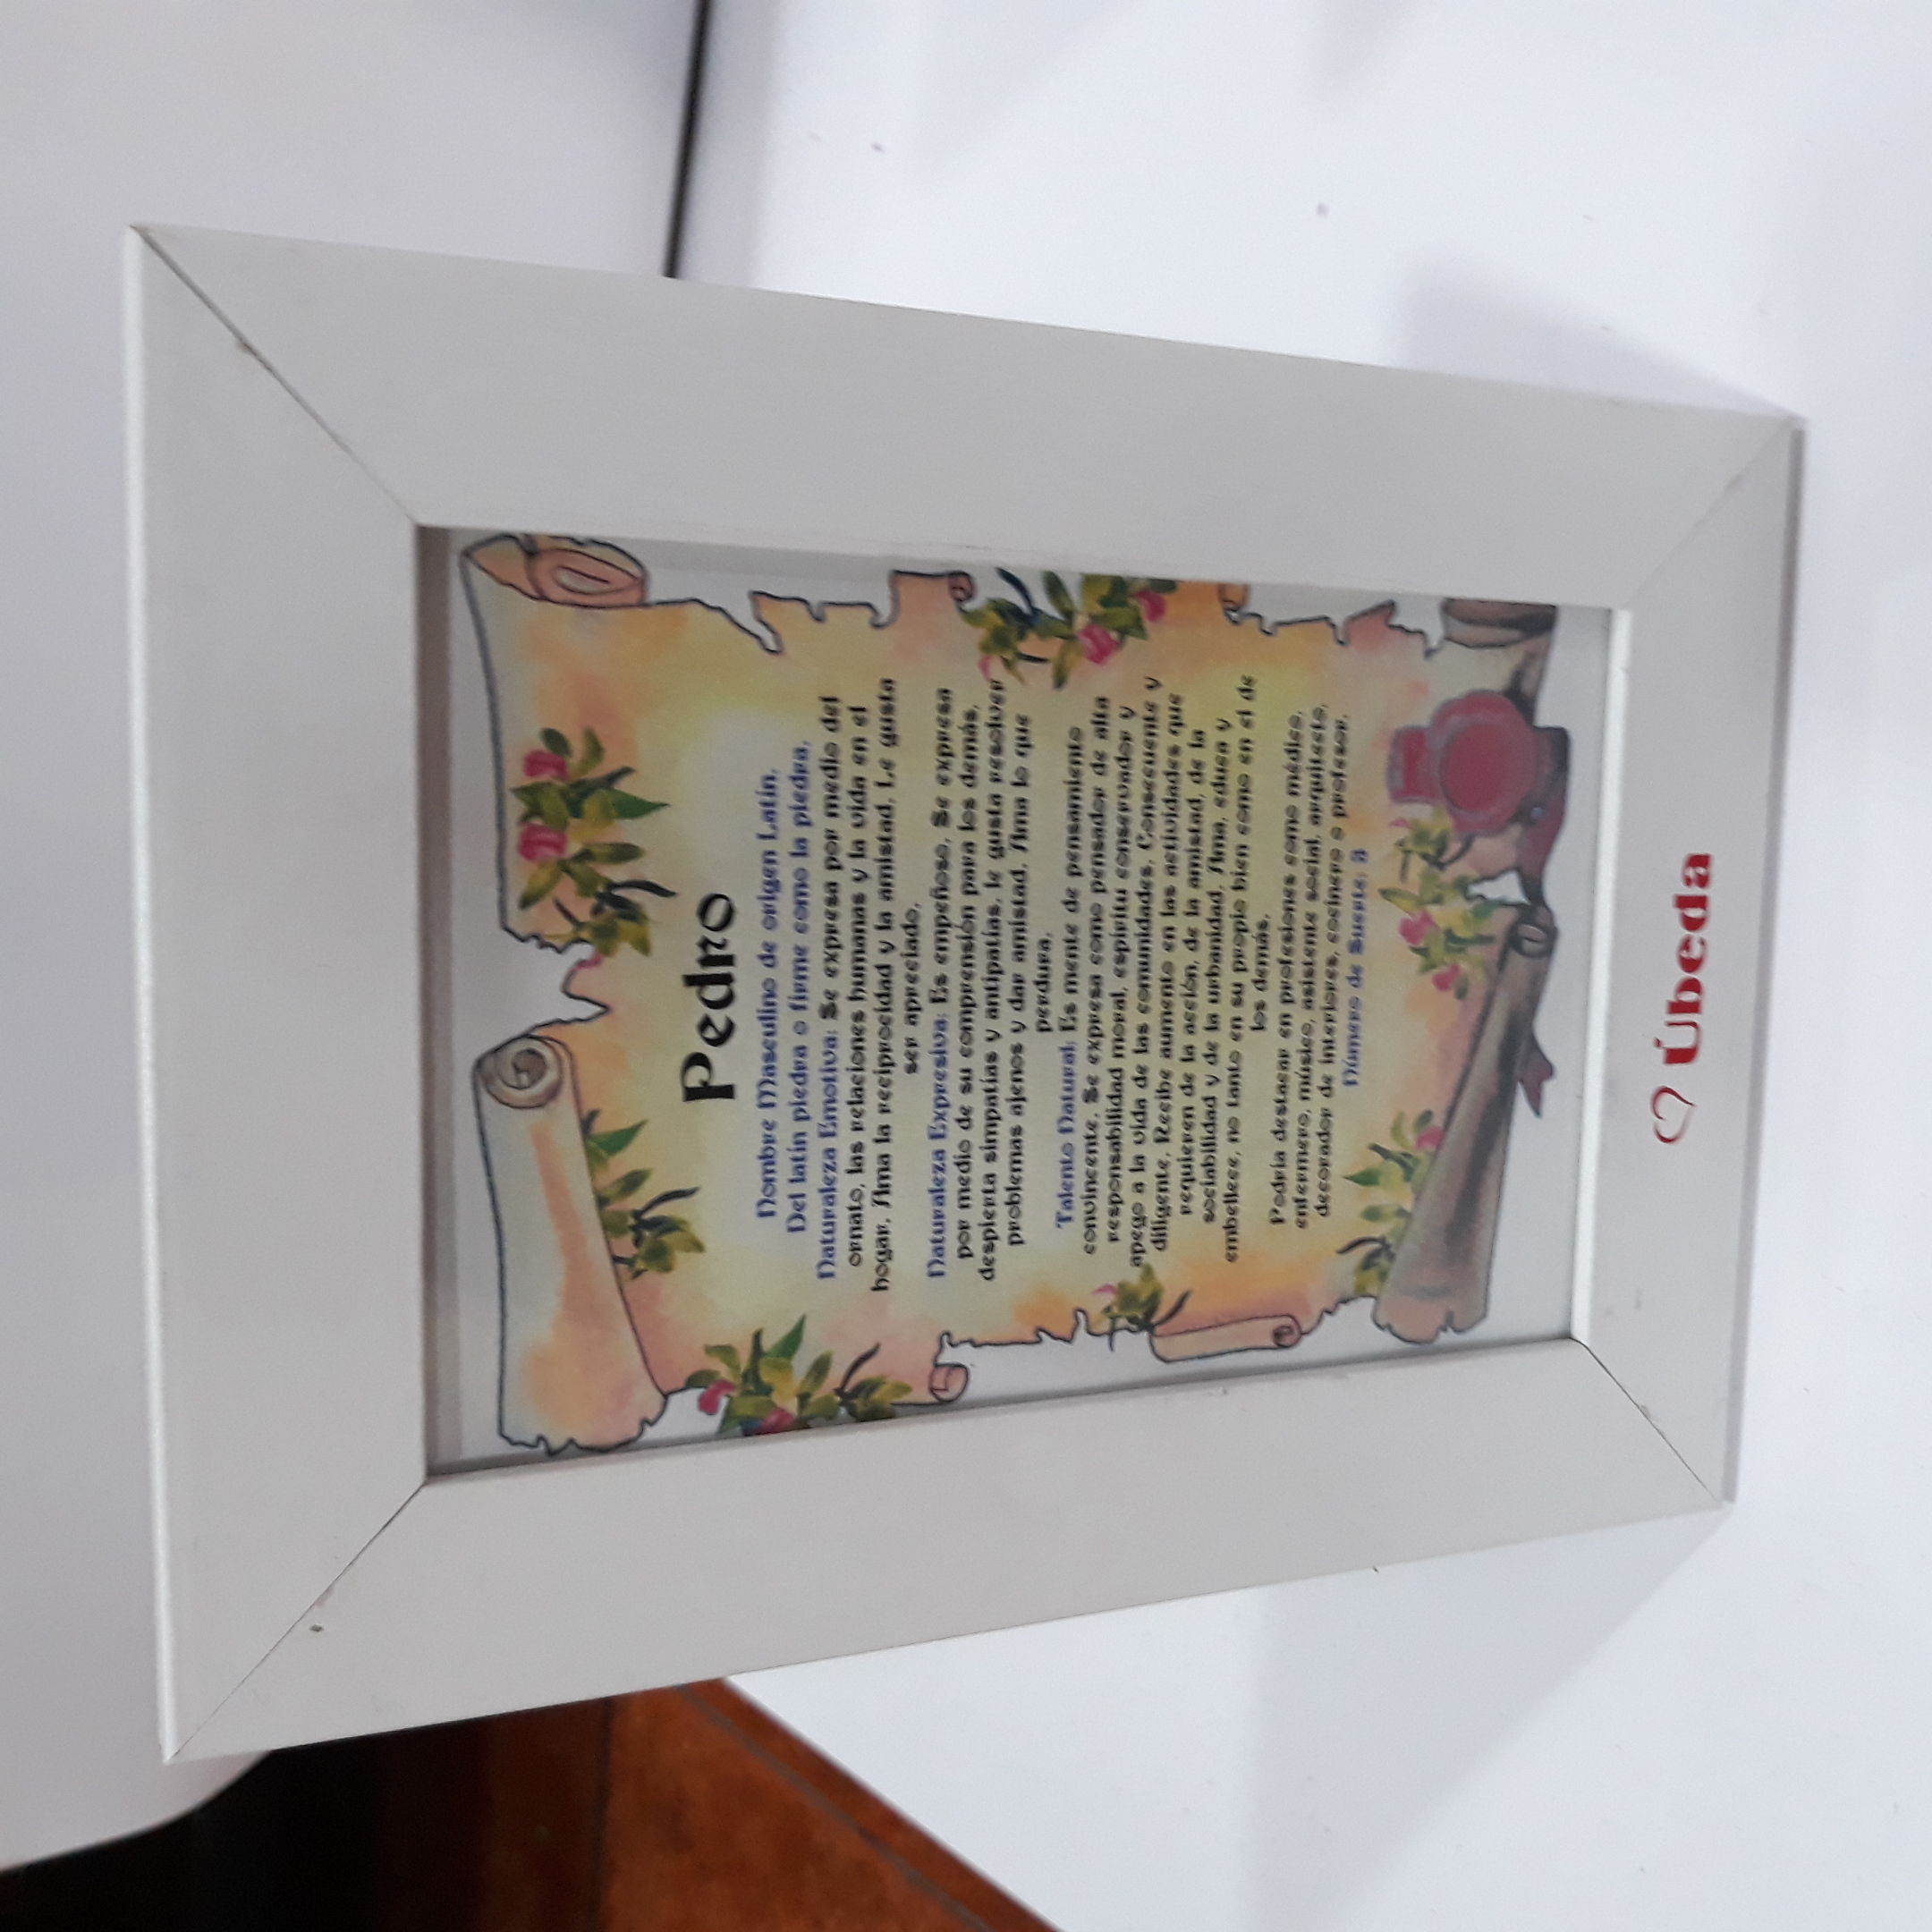 Pedro
Nombre Masculino de origen Latín.
Del latín piedra o firme como la piedra.
Naturaleza Emotiva: Se expresa por medio del
ornato, las relaciones humanas y la vida en el
hogar. Ama la reciprocidad y la amistad. Le gusta
ser apreciado.
Naturaleza Expresiva: Es empeñoso. Se expresa
por medio de su comprensión para los demás,
despierta simpatías y antipatías, le gusta resolver
problemas ajenos y dar amistad. Ama lo que
perdura.
Talento Natural: Es mente de pensamiento
convincente. Se expresa como pensador de alta
responsabilidad moral, espíritu conservador y
apego a la vida de las comunidades. Consecuente y
diligente. Recibe aumento en las actividades que
requieren de la acción, de la amistad, de la
sociabilidad y de la urbanidad. Ama, educa y
embellece, no tanto en su propio bien como en el de
los demás.
Podría destacar en profesiones como médico,
enfermero, músico, asistente social, arquitecto,
decorador de interiores, cocinero o profesor.
Número de Suerte:
Úbeda